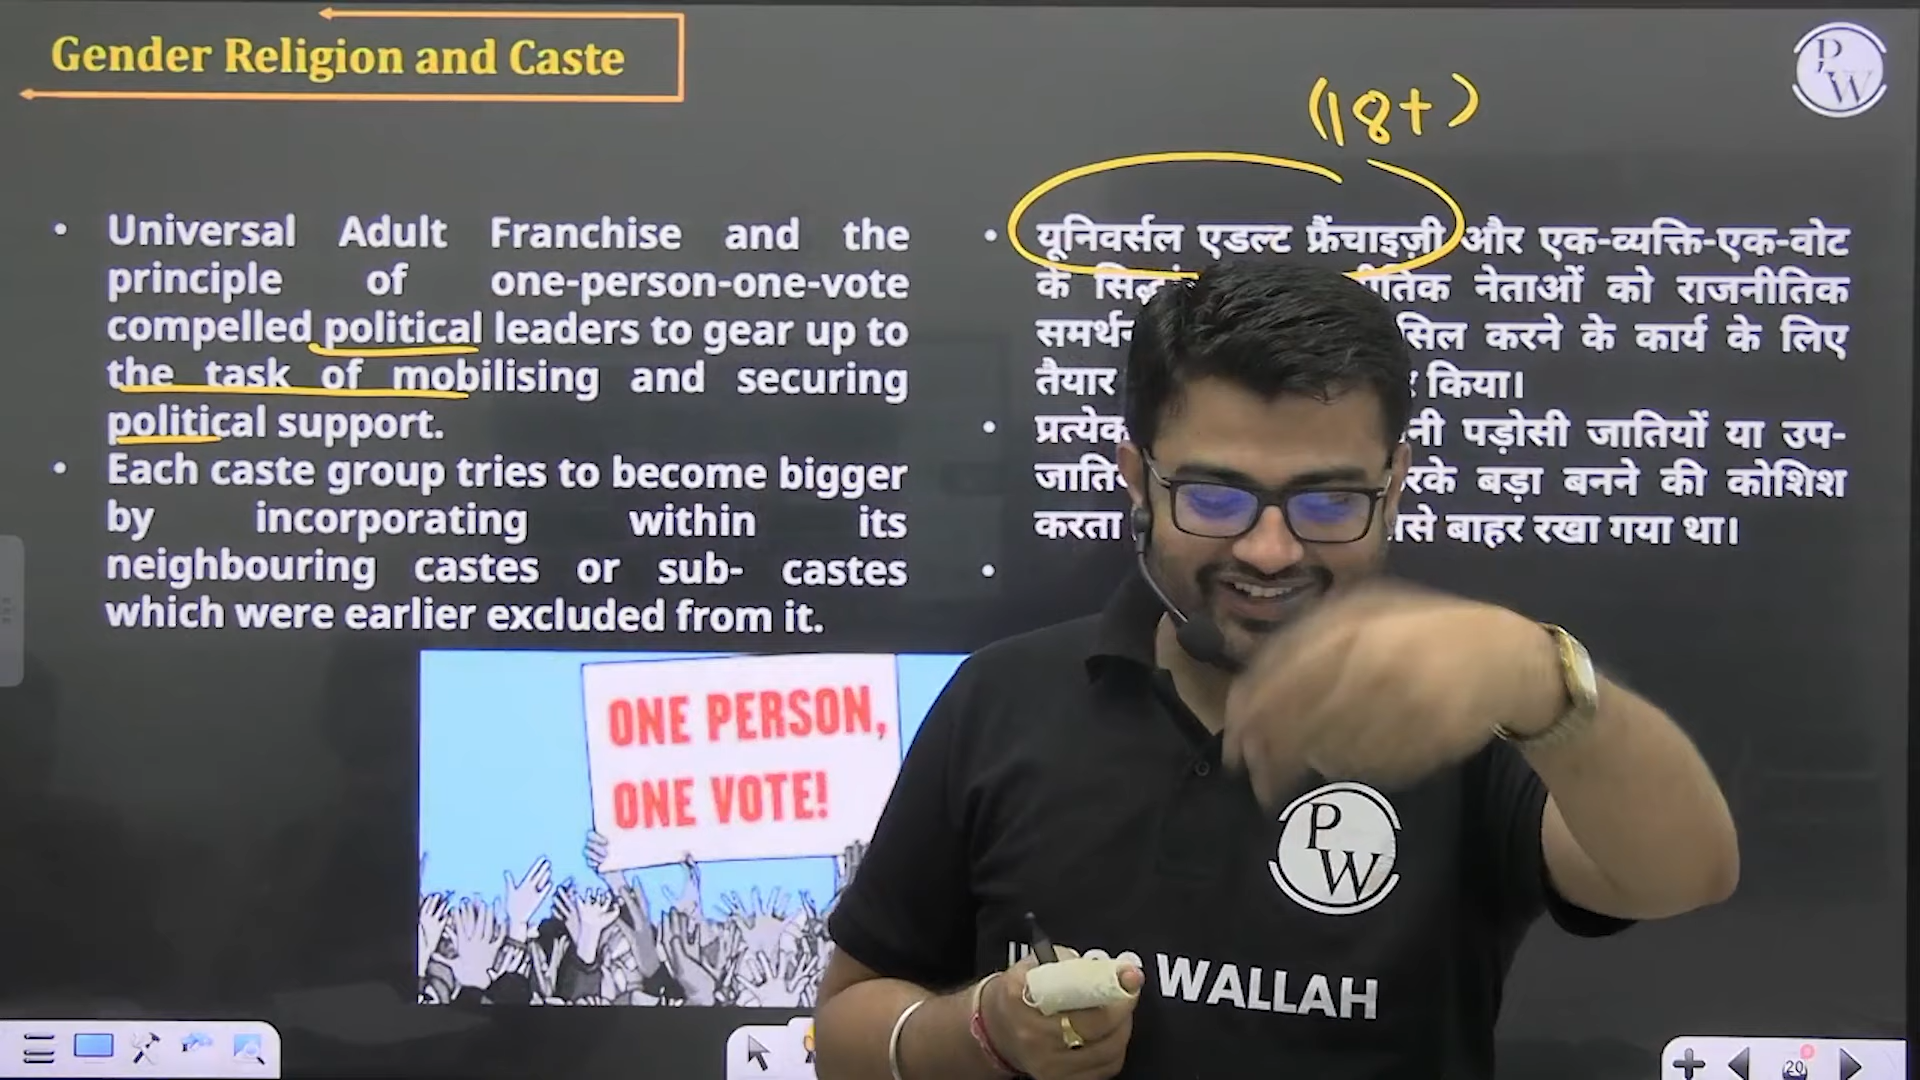 Gender Religion and Caste
P
W
(18+)
Universal Adult Franchise and the
principle of one-person-one-vote
compelled political leaders to gear up to
the task of mobilising and securing
political support.
Each caste group tries to become bigger
by incorporating within its
neighbouring castes or sub- castes
which were earlier excluded from it.
यूनिवर्सल एडल्ट फ्रैंचाइज़ी और एक-व्यक्ति-एक-वोट
के नेताओं को राजनीतिक
करने के कार्य के लिए
तैयार किया।
पड़ोसी जातियों या उप-
बड़ा बनने की कोशिश
करता बाहर रखा गया था।
ONE PERSON,
ONE VOTE!
P
W
WALLAH
20